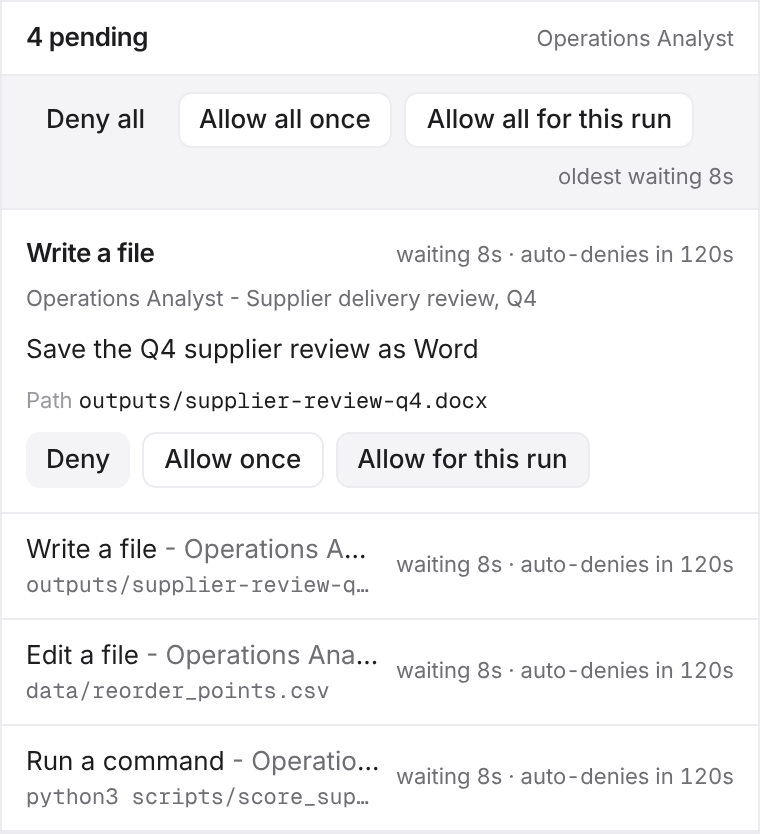 4 pending
Operations Analyst
Deny all
Allow all once
Allow all for this run
oldest waiting 8s
Write a file
waiting 8s · auto-denies in 120s
Operations Analyst - Supplier delivery review, Q4
Save the Q4 supplier review as Word
Path outputs/supplier-review-q4.docx
Deny
Allow once
Allow for this run
Write a file - Operations A...
waiting 8s · auto-denies in 120s
outputs/supplier-review-q…
Edit a file - Operations Ana...
waiting 8s · auto-denies in 120s
data/reorder_points.csv
Run a command - Operatio...
waiting 8s · auto-denies in 120s
python3 scripts/score_sup…